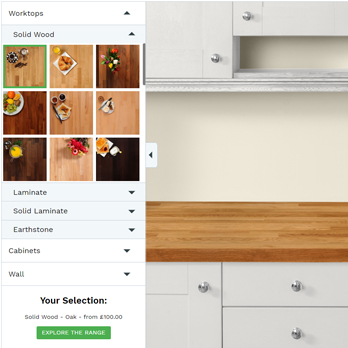 Worktops
Solid Wood
Laminate
Solid Laminate
Earthstone
Cabinets
Wall
Your Selection:
Solid Wood - Oak - from £100.00
EXPLORE THE RANGE